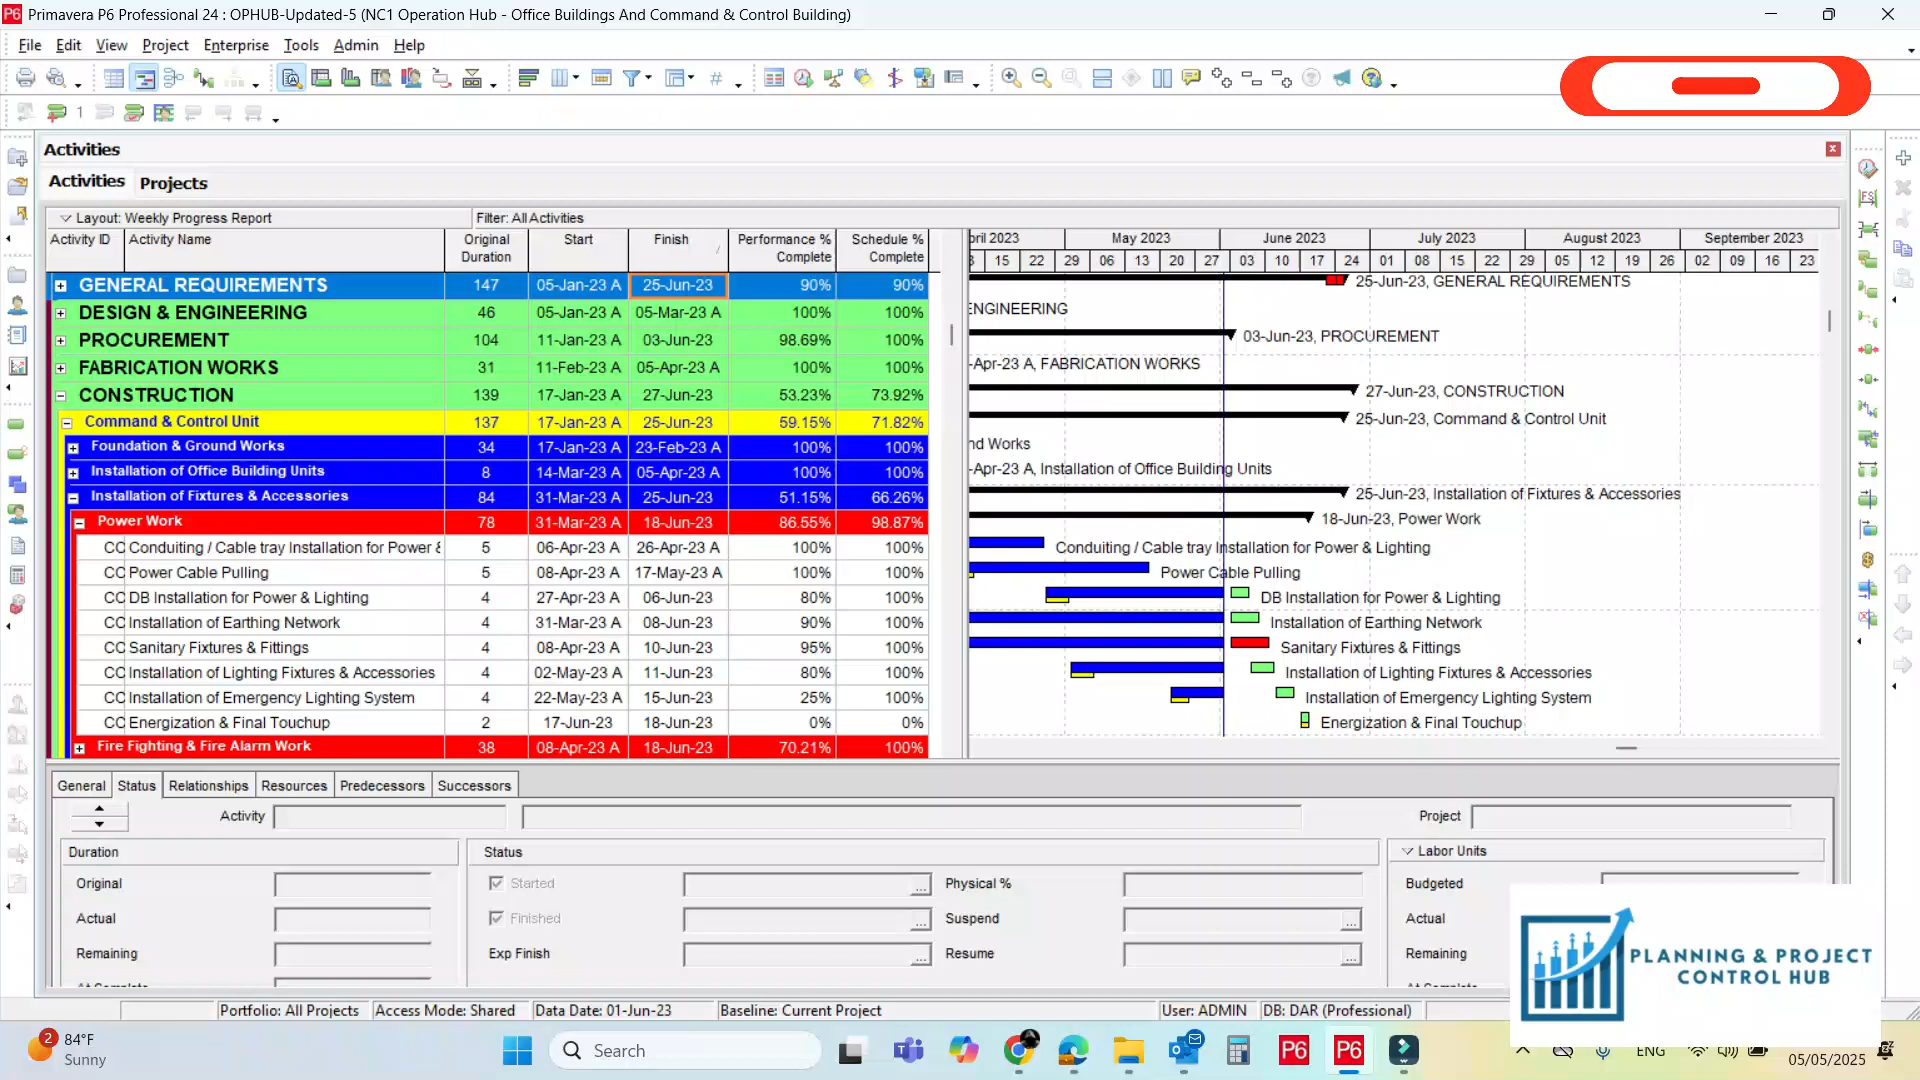 Primavera P6 Professional 24 : OPHUB-Updated-5 (NC1 Operation Hub - Office Buildings And Command & Control Building)
File Edit View Project Enterprise Tools Admin Help
1
Activities
Activities Projects
Layout: Weekly Progress Report Filter: All Activities
Activity ID Activity Name Original Duration Start Finish Performance % Complete Schedule % Complete
April 2023 May 2023 June 2023 July 2023 August 2023 September 2023
15 22 29 06 13 20 27 03 10 17 24 01 08 15 22 29 05 12 19 26 02 09 16 23
GENERAL REQUIREMENTS 147 05-Jan-23 A 25-Jun-23 90% 90% 25-Jun-23, GENERAL REQUIREMENTS
DESIGN & ENGINEERING 46 05-Jan-23 A 05-Mar-23 A 100% 100% ENGINEERING
PROCUREMENT 104 11-Jan-23 A 03-Jun-23 98.69% 100% 03-Jun-23, PROCUREMENT
FABRICATION WORKS 31 11-Feb-23 A 05-Apr-23 A 100% 100% -Apr-23 A, FABRICATION WORKS
CONSTRUCTION 139 17-Jan-23 A 27-Jun-23 53.23% 73.92% 27-Jun-23, CONSTRUCTION
Command & Control Unit 137 17-Jan-23 A 25-Jun-23 59.15% 71.82% 25-Jun-23, Command & Control Unit
Foundation & Ground Works 34 17-Jan-23 A 23-Feb-23 A 100% 100% nd Works
Installation of Office Building Units 8 14-Mar-23 A 05-Apr-23 A 100% 100% -Apr-23 A, Installation of Office Building Units
Installation of Fixtures & Accessories 84 31-Mar-23 A 25-Jun-23 51.15% 66.26% 25-Jun-23, Installation of Fixtures & Accessories
Power Work 78 31-Mar-23 A 18-Jun-23 86.55% 98.87% 18-Jun-23, Power Work
CC Conduiting / Cable tray Installation for Power & 5 06-Apr-23 A 26-Apr-23 A 100% 100% Conduiting / Cable tray Installation for Power & Lighting
CC Power Cable Pulling 5 08-Apr-23 A 17-May-23 A 100% 100% Power Cable Pulling
CC DB Installation for Power & Lighting 4 27-Apr-23 A 06-Jun-23 80% 100% DB Installation for Power & Lighting
CC Installation of Earthing Network 4 31-Mar-23 A 08-Jun-23 90% 100% Installation of Earthing Network
CC Sanitary Fixtures & Fittings 4 08-Apr-23 A 10-Jun-23 95% 100% Sanitary Fixtures & Fittings
CC Installation of Lighting Fixtures & Accessories 4 02-May-23 A 11-Jun-23 80% 100% Installation of Lighting Fixtures & Accessories
CC Installation of Emergency Lighting System 4 22-May-23 A 15-Jun-23 25% 100% Installation of Emergency Lighting System
CC Energization & Final Touchup 2 17-Jun-23 18-Jun-23 0% 0% Energization & Final Touchup
Fire Fighting & Fire Alarm Work 38 08-Apr-23 A 18-Jun-23 70.21% 100%
General Status Relationships Resources Predecessors Successors
Activity Project
Duration Status Labor Units
Original Started Physical % Budgeted
Actual Finished Suspend Actual
Remaining Exp Finish Resume Remaining
PLANNING & PROJECT
CONTROL HUB
Portfolio: All Projects Access Mode: Shared Data Date: 01-Jun-23 Baseline: Current Project User: ADMIN DB: DAR (Professional)
2 84°F
Sunny
Search
P6 P6
ENG
05/05/2025